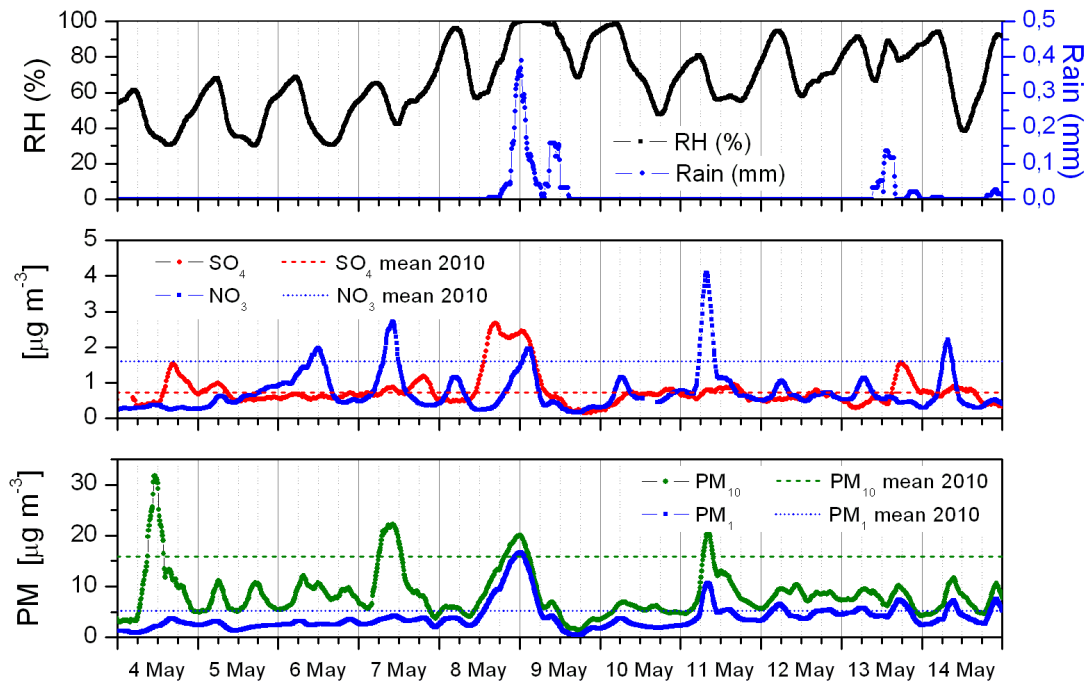 100
80
60
40
20
0
RH (%)
RH (%)
Rain (mm)
0,5
0,4
0,3
0,2
0,1
0,0
Rain (mm)
5
4
3
2
1
0
[µg m⁻³]
SO₄ SO₄ mean 2010
NO₃ NO₃ mean 2010
30
20
10
0
PM [µg m⁻³]
PM₁₀ PM₁₀ mean 2010
PM₁ PM₁ mean 2010
4 May 5 May 6 May 7 May 8 May 9 May 10 May 11 May 12 May 13 May 14 May